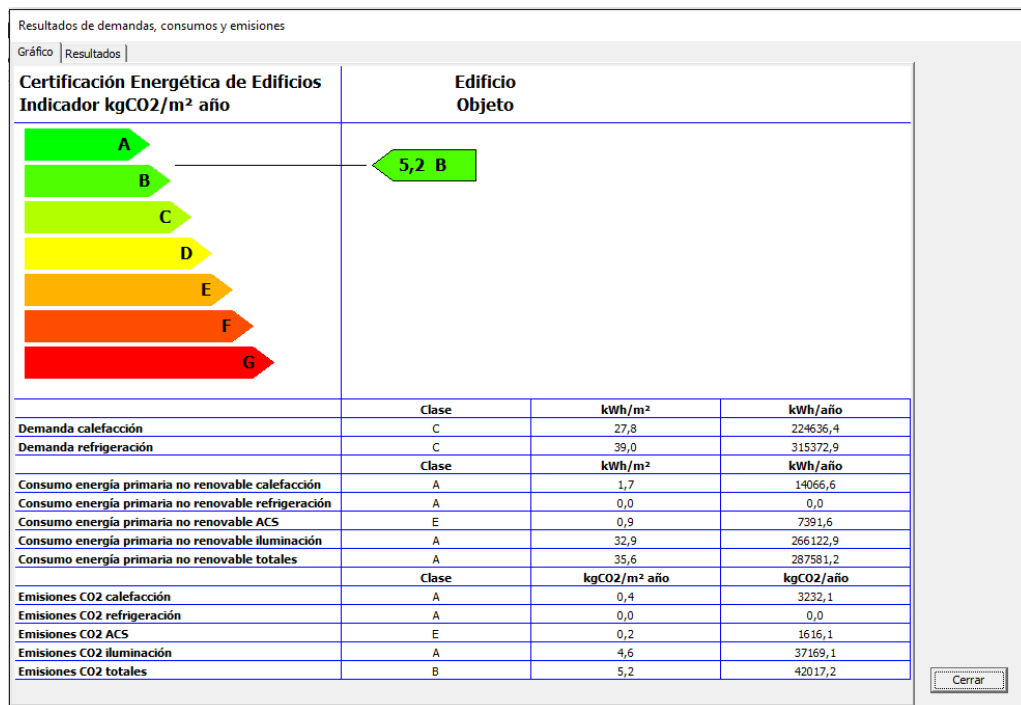 Resultados de demandas, consumos y emisiones
Gráfico Resultados
Certificación Energética de Edificios
Indicador kgCO2/m² año
Edificio
Objeto
A
B
C
D
E
F
G
5,2 B
Clase kWh/m² kWh/año
Demanda calefacción C 27,8 224636,4
Demanda refrigeración C 39,0 315372,9
Clase kWh/m² kWh/año
Consumo energía primaria no renovable calefacción A 1,7 14066,6
Consumo energía primaria no renovable refrigeración A 0,0 0,0
Consumo energía primaria no renovable ACS E 0,9 7391,6
Consumo energía primaria no renovable iluminación A 32,9 266122,9
Consumo energía primaria no renovable totales A 35,6 287581,2
Clase kgCO2/m² año kgCO2/año
Emisiones CO2 calefacción A 0,4 3232,1
Emisiones CO2 refrigeración A 0,0 0,0
Emisiones CO2 ACS E 0,2 1616,1
Emisiones CO2 iluminación A 4,6 37169,1
Emisiones CO2 totales B 5,2 42017,2
Cerrar